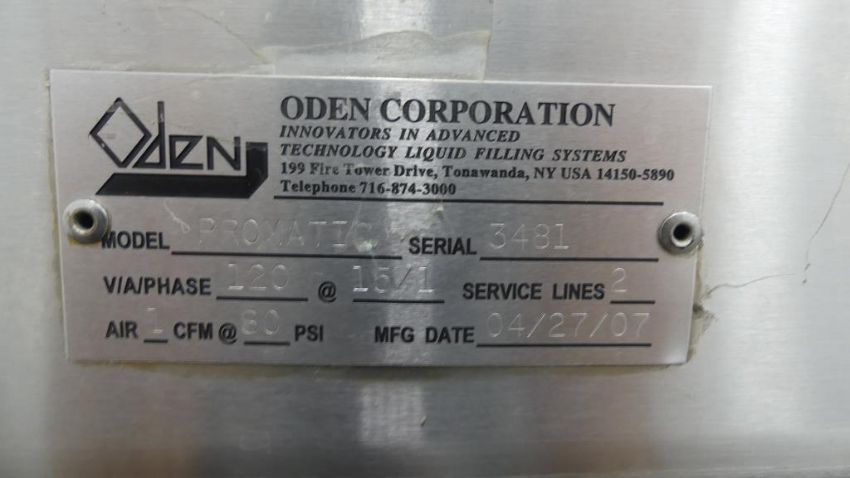 Oden
ODEN CORPORATION
INNOVATORS IN ADVANCED
TECHNOLOGY LIQUID FILLING SYSTEMS
199 Fire Tower Drive, Tonawanda, NY USA 14150-5890
Telephone 716-874-3000
MODEL PROMATIC SERIAL 3481
V/A/PHASE 120 @ 15/1 SERVICE LINES 2
AIR 1 CFM @ 80 PSI MFG DATE 04/27/07